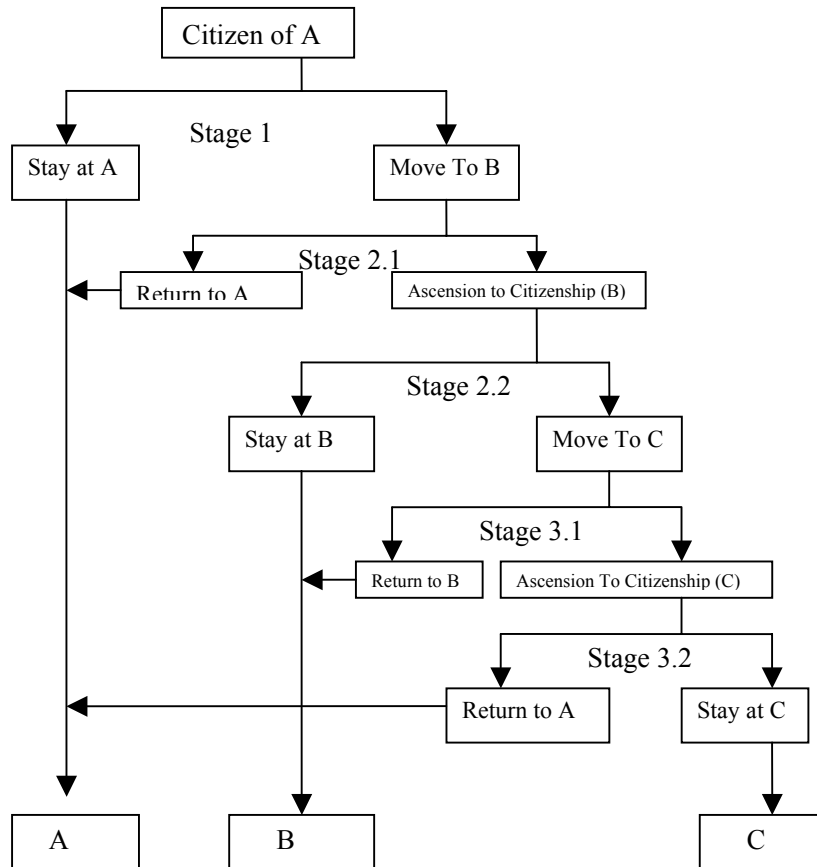 Citizen of A
Stage 1
Stay at A
Move To B
Stage 2.1
Return to A
Ascension to Citizenship (B)
Stage 2.2
Stay at B
Move To C
Stage 3.1
Return to B
Ascension To Citizenship (C)
Stage 3.2
Return to A
Stay at C
A
B
C